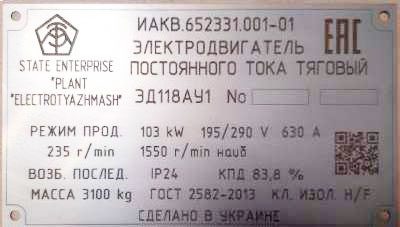 ИАКВ.652331.001-01
ЭЛЕКТРОДВИГАТЕЛЬ
ПОСТОЯННОГО ТОКА ТЯГОВЫЙ
STATE ENTERPRISE
"PLANT
"ELECTROTYAZHMASH"
ЭД118АУ1 No
EAC
РЕЖИМ ПРОД. 103 kW 195/290 V 630 A
235 r/min 1550 r/min наиб
ВОЗБ. ПОСЛЕД. IP24 КПД 83,8 %
МАССА 3100 kg ГОСТ 2582-2013 КЛ. ИЗОЛ. H/F
СДЕЛАНО В УКРАИНЕ